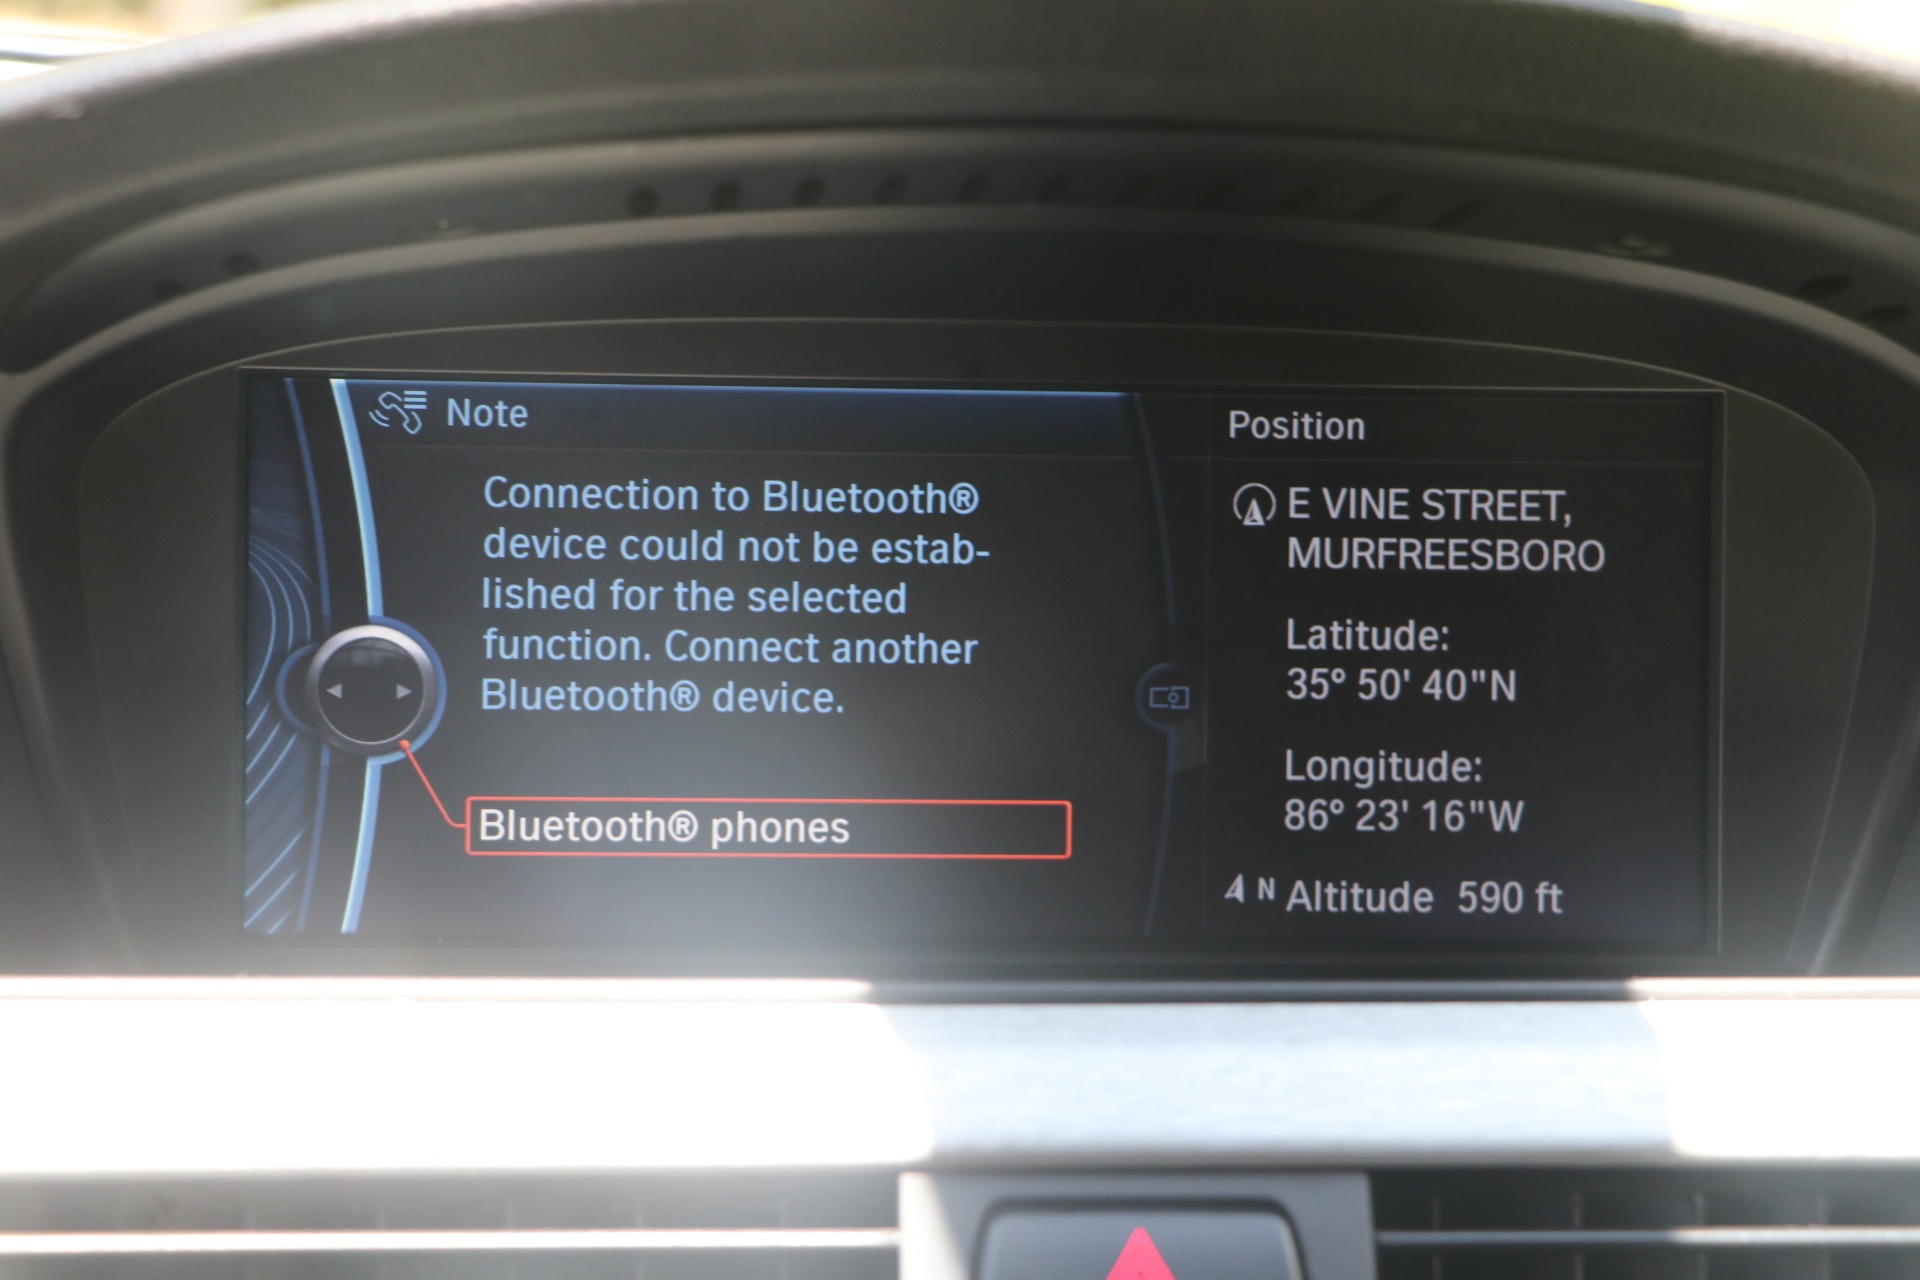 Note
Connection to Bluetooth®
device could not be estab-
lished for the selected
function. Connect another
Bluetooth® device.
Bluetooth® phones
Position
E VINE STREET,
MURFREESBORO
Latitude:
35° 50' 40"N
Longitude:
86° 23' 16"W
N Altitude 590 ft